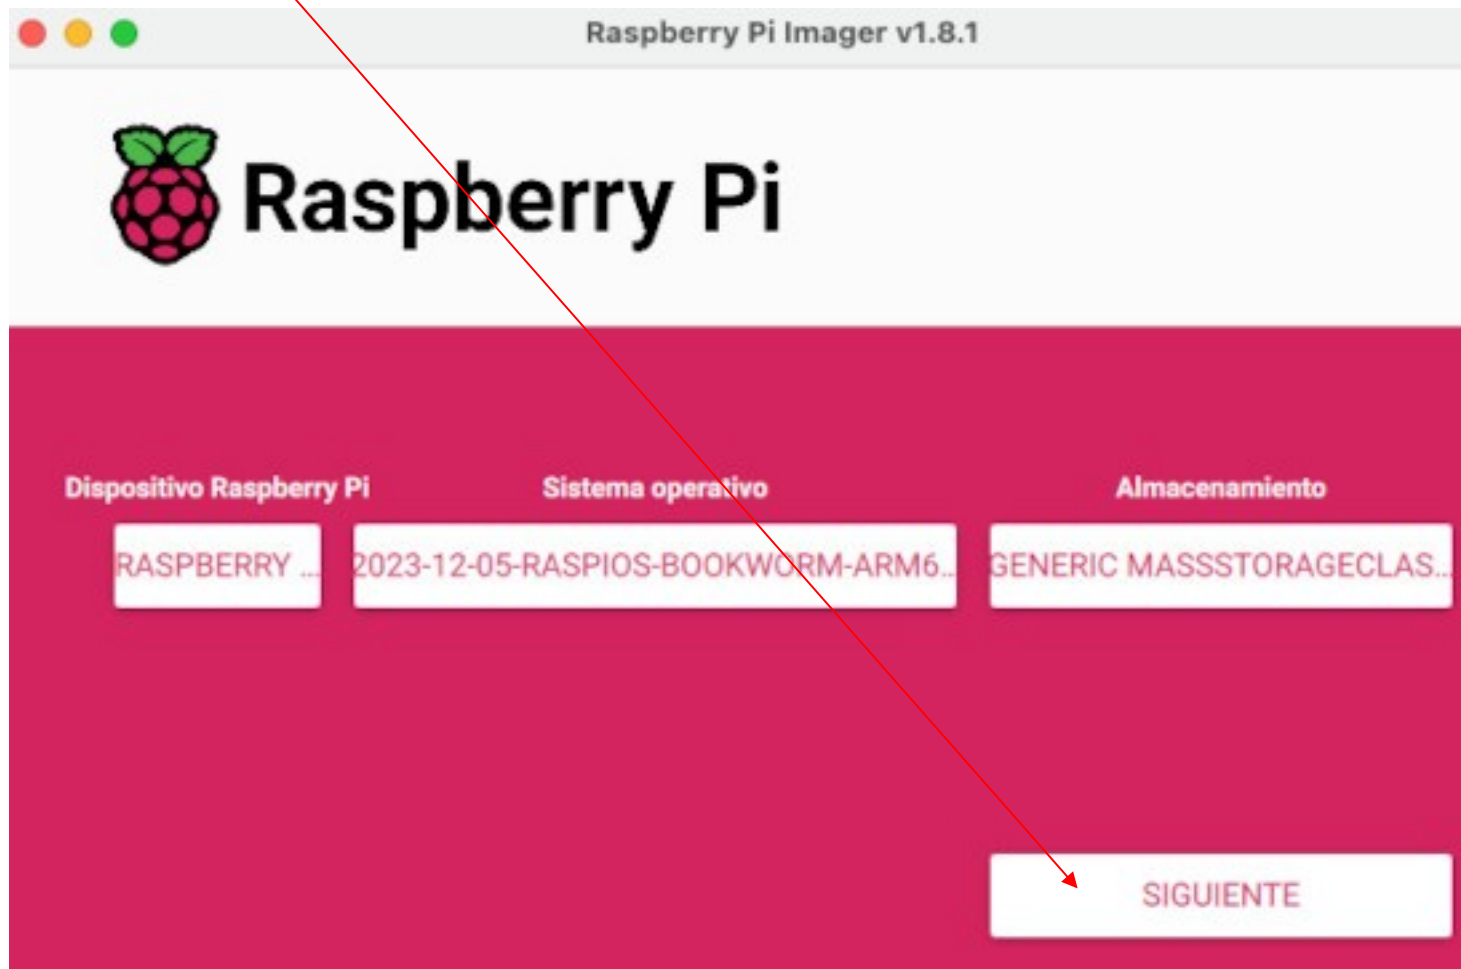 Raspberry Pi Imager v1.8.1
Raspberry Pi
Dispositivo Raspberry Pi
Sistema operativo
Almacenamiento
RASPBERRY ...
2023-12-05-RASPIOS-BOOKWORM-ARM6...
GENERIC MASSSTORAGECLAS...
SIGUIENTE